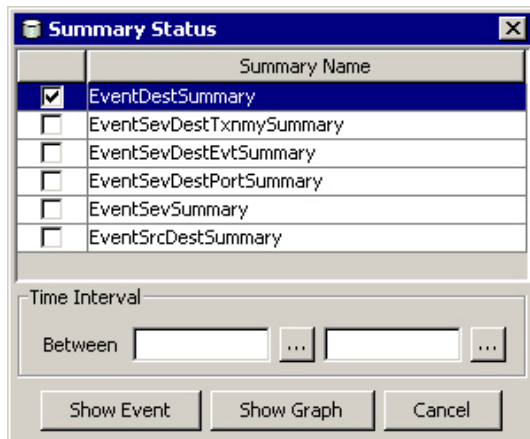 Summary Status
Summary Name
EventDestSummary
EventSevDestTxnmySummary
EventSevDestEvtSummary
EventSevDestPortSummary
EventSevSummary
EventSrcDestSummary
Time Interval
Between ... ...
Show Event Show Graph Cancel